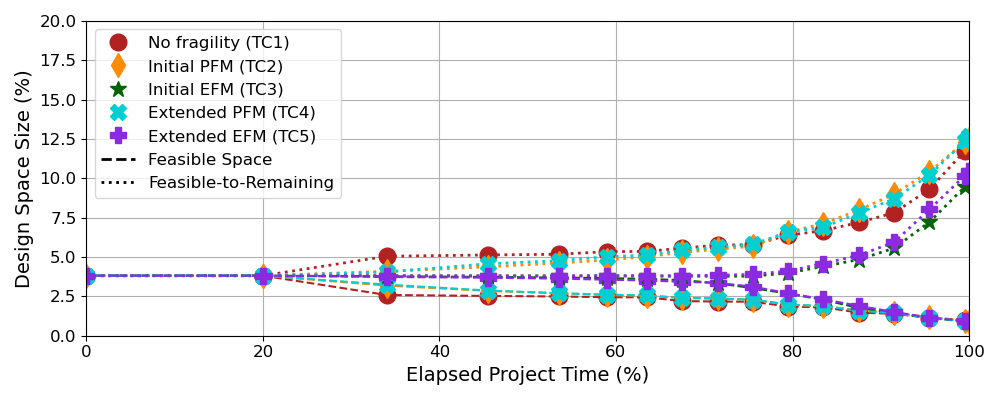 Design Space Size (%)
20.0
17.5
15.0
12.5
10.0
7.5
5.0
2.5
0.0
No fragility (TC1)
Initial PFM (TC2)
Initial EFM (TC3)
Extended PFM (TC4)
Extended EFM (TC5)
Feasible Space
Feasible-to-Remaining
0 20 40 60 80 100
Elapsed Project Time (%)